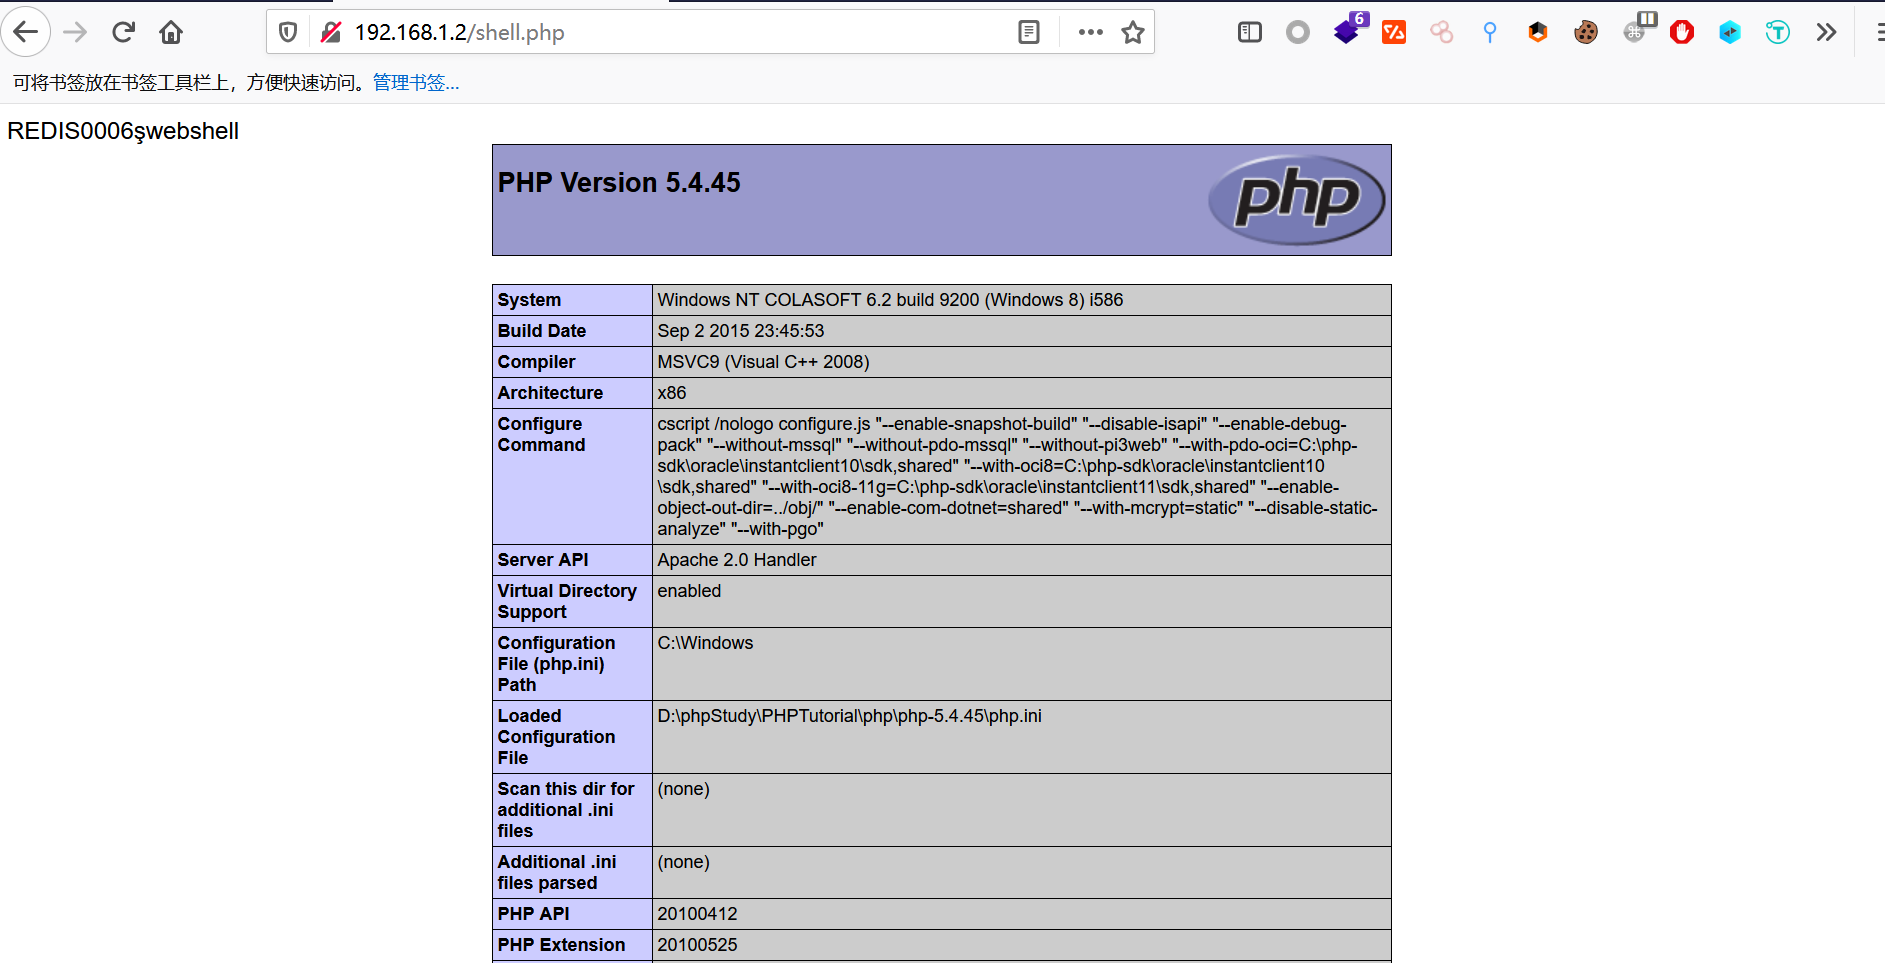 192.168.1.2/shell.php
6
可将书签放在书签工具栏上，方便快速访问。管理书签...
REDIS0006şwebshell
PHP Version 5.4.45
php
System Windows NT COLASOFT 6.2 build 9200 (Windows 8) i586
Build Date Sep 2 2015 23:45:53
Compiler MSVC9 (Visual C++ 2008)
Architecture x86
Configure Command
cscript /nologo configure.js "--enable-snapshot-build" "--disable-isapi" "--enable-debug-
pack" "--without-mssql" "--without-pdo-mssql" "--without-pi3web" "--with-pdo-oci=C:\php-
sdk\oracle\instantclient10\sdk,shared" "--with-oci8=C:\php-sdk\oracle\instantclient10
\sdk,shared" "--with-oci8-11g=C:\php-sdk\oracle\instantclient11\sdk,shared" "--enable-
object-out-dir=../obj/" "--enable-com-dotnet=shared" "--with-mcrypt=static" "--disable-static-
analyze" "--with-pgo"
Server API Apache 2.0 Handler
Virtual Directory
Support
enabled
Configuration
File (php.ini)
Path
C:\Windows
Loaded
Configuration
File
D:\phpStudy\PHPTutorial\php\php-5.4.45\php.ini
Scan this dir for
additional .ini
files
(none)
Additional .ini
files parsed
(none)
PHP API 20100412
PHP Extension 20100525